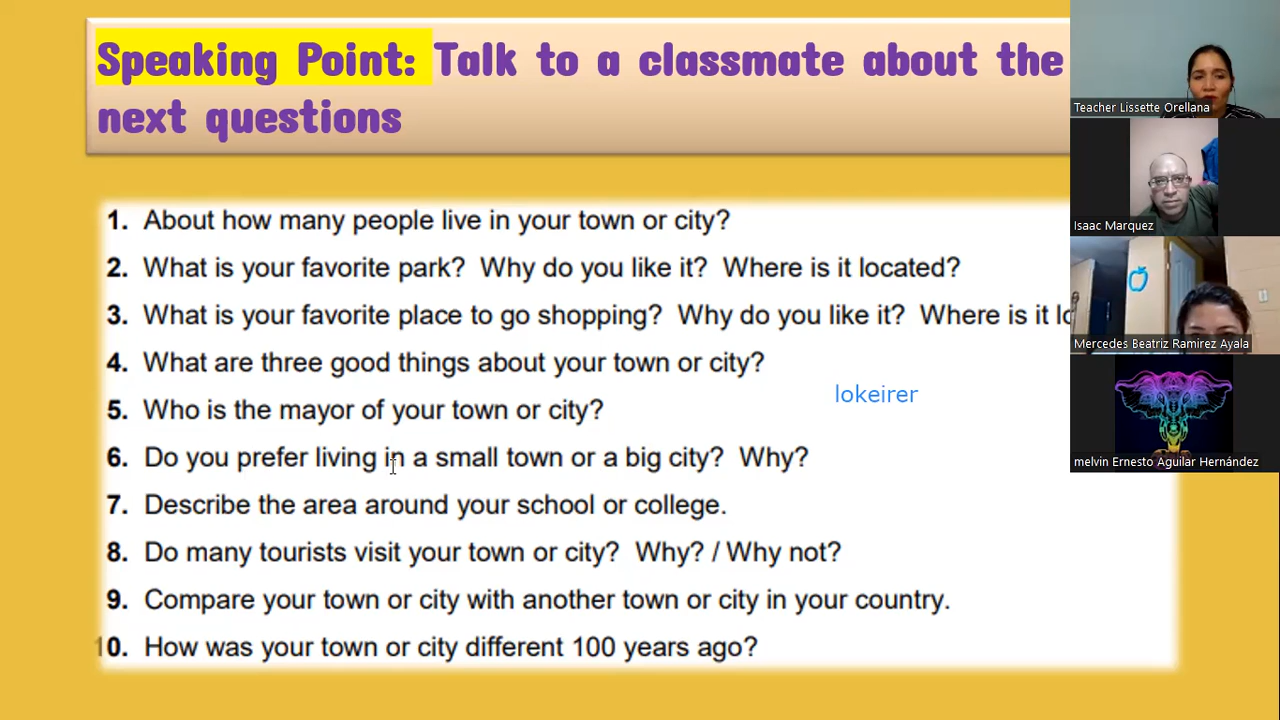 Speaking Point: Talk to a classmate about the
next questions
1. About how many people live in your town or city?
2. What is your favorite park? Why do you like it? Where is it located?
3. What is your favorite place to go shopping? Why do you like it? Where is it
4. What are three good things about your town or city?
lokeirer
5. Who is the mayor of your town or city?
6. Do you prefer living in a small town or a big city? Why?
7. Describe the area around your school or college.
8. Do many tourists visit your town or city? Why? / Why not?
9. Compare your town or city with another town or city in your country.
10. How was your town or city different 100 years ago?
Teacher Lissette Orellana
Isaac Marquez
Mercedes Beatriz Ramirez Ayala
melvin Ernesto Aguilar Hernández